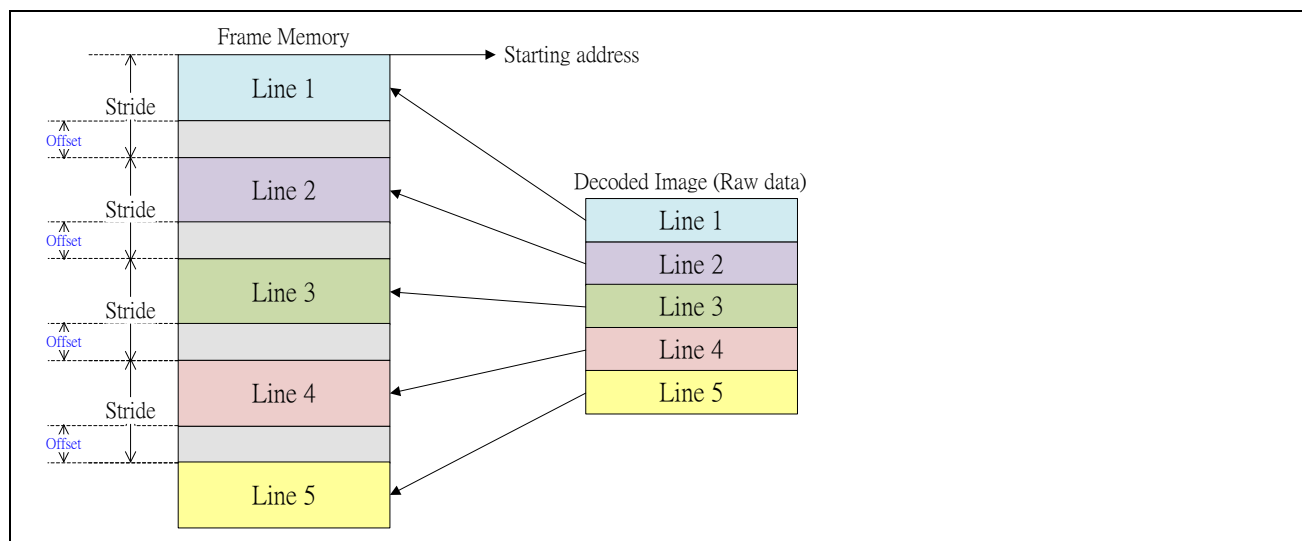 Frame Memory
Starting address
Line 1
Stride
Offset
Line 2
Stride
Offset
Line 3
Stride
Offset
Line 4
Stride
Offset
Line 5
Decoded Image (Raw data)
Line 1
Line 2
Line 3
Line 4
Line 5